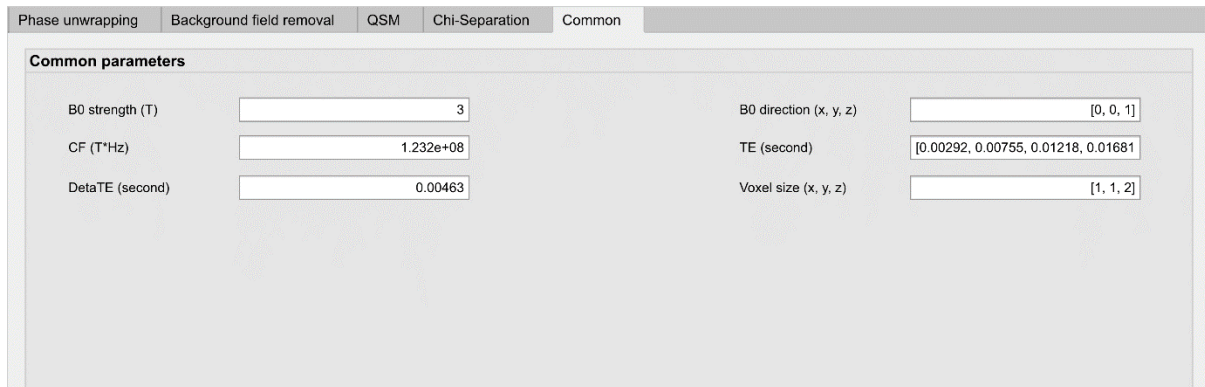 Phase unwrapping Background field removal QSM Chi-Separation Common
Common parameters
B0 strength (T) 3 B0 direction (x, y, z) [0, 0, 1]
CF (T*Hz) 1.232e+08 TE (second) [0.00292, 0.00755, 0.01218, 0.01681
DetaTE (second) 0.00463 Voxel size (x, y, z) [1, 1, 2]